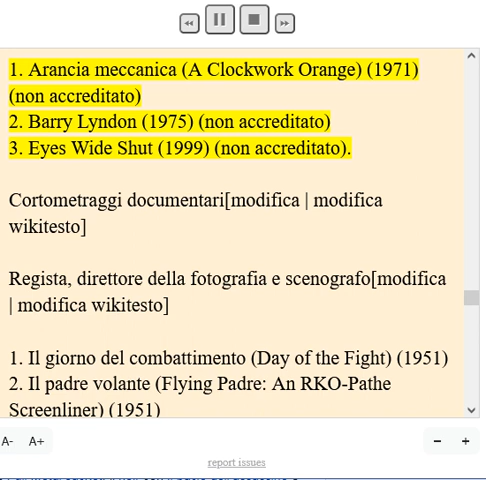 1. Arancia meccanica (A Clockwork Orange) (1971)
(non accreditato)
2. Barry Lyndon (1975) (non accreditato)
3. Eyes Wide Shut (1999) (non accreditato).
Cortometraggi documentari[modifica | modifica
wikitesto]
Regista, direttore della fotografia e scenografo[modifica
| modifica wikitesto]
1. Il giorno del combattimento (Day of the Fight) (1951)
2. Il padre volante (Flying Padre: An RKO-Pathe
Screenliner) (1951)
A- A+ − +
report issues